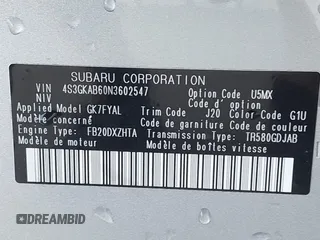 SUBARU CORPORATION
VIN 4S3GKAB60N3602547 Option Code U5MX
NIV
Applied Model GK7FYAL Trim Code J20 Color Code G1U
Modèle concerné Code de garniture Code de couleur
Engine Type FB20DXZHTA Transmission Type TR580GDJAB
Modèle de moteur Modèle de boîtes vitesse
DREAMBID